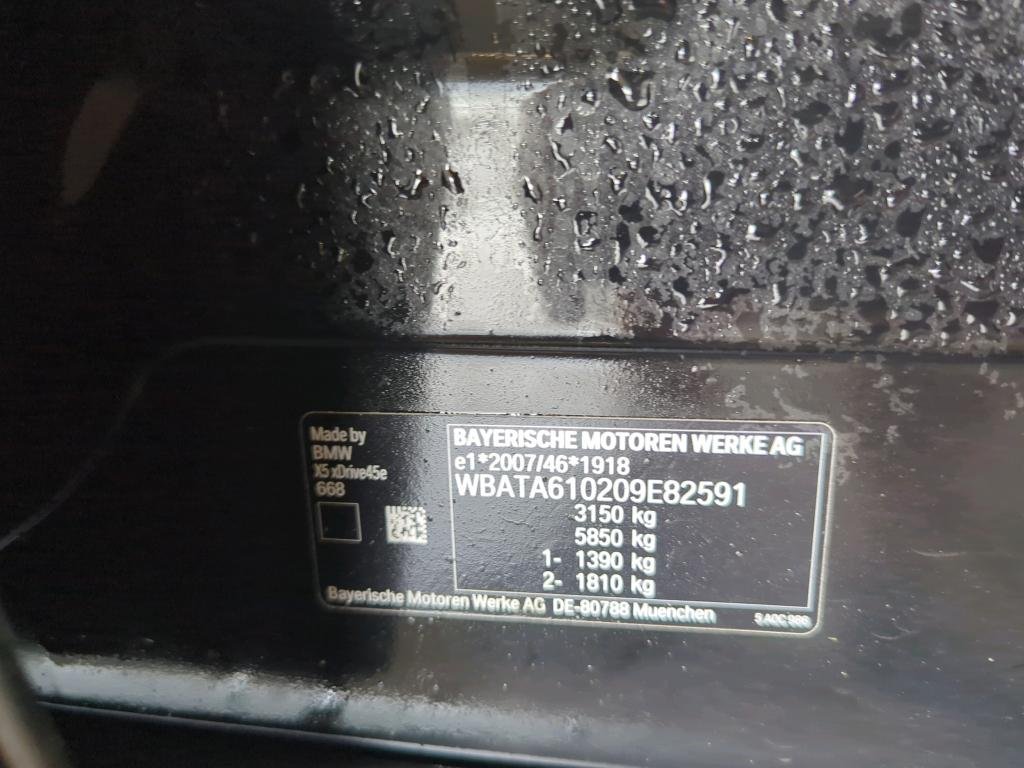 Made by
BMW
X5 xDrive45e
668
BAYERISCHE MOTOREN WERKE AG
e1*2007/46*1918
WBATA610209E82591
3150 kg
5850 kg
1- 1390 kg
2- 1810 kg
Bayerische Motoren Werke AG DE-80788 Muenchen